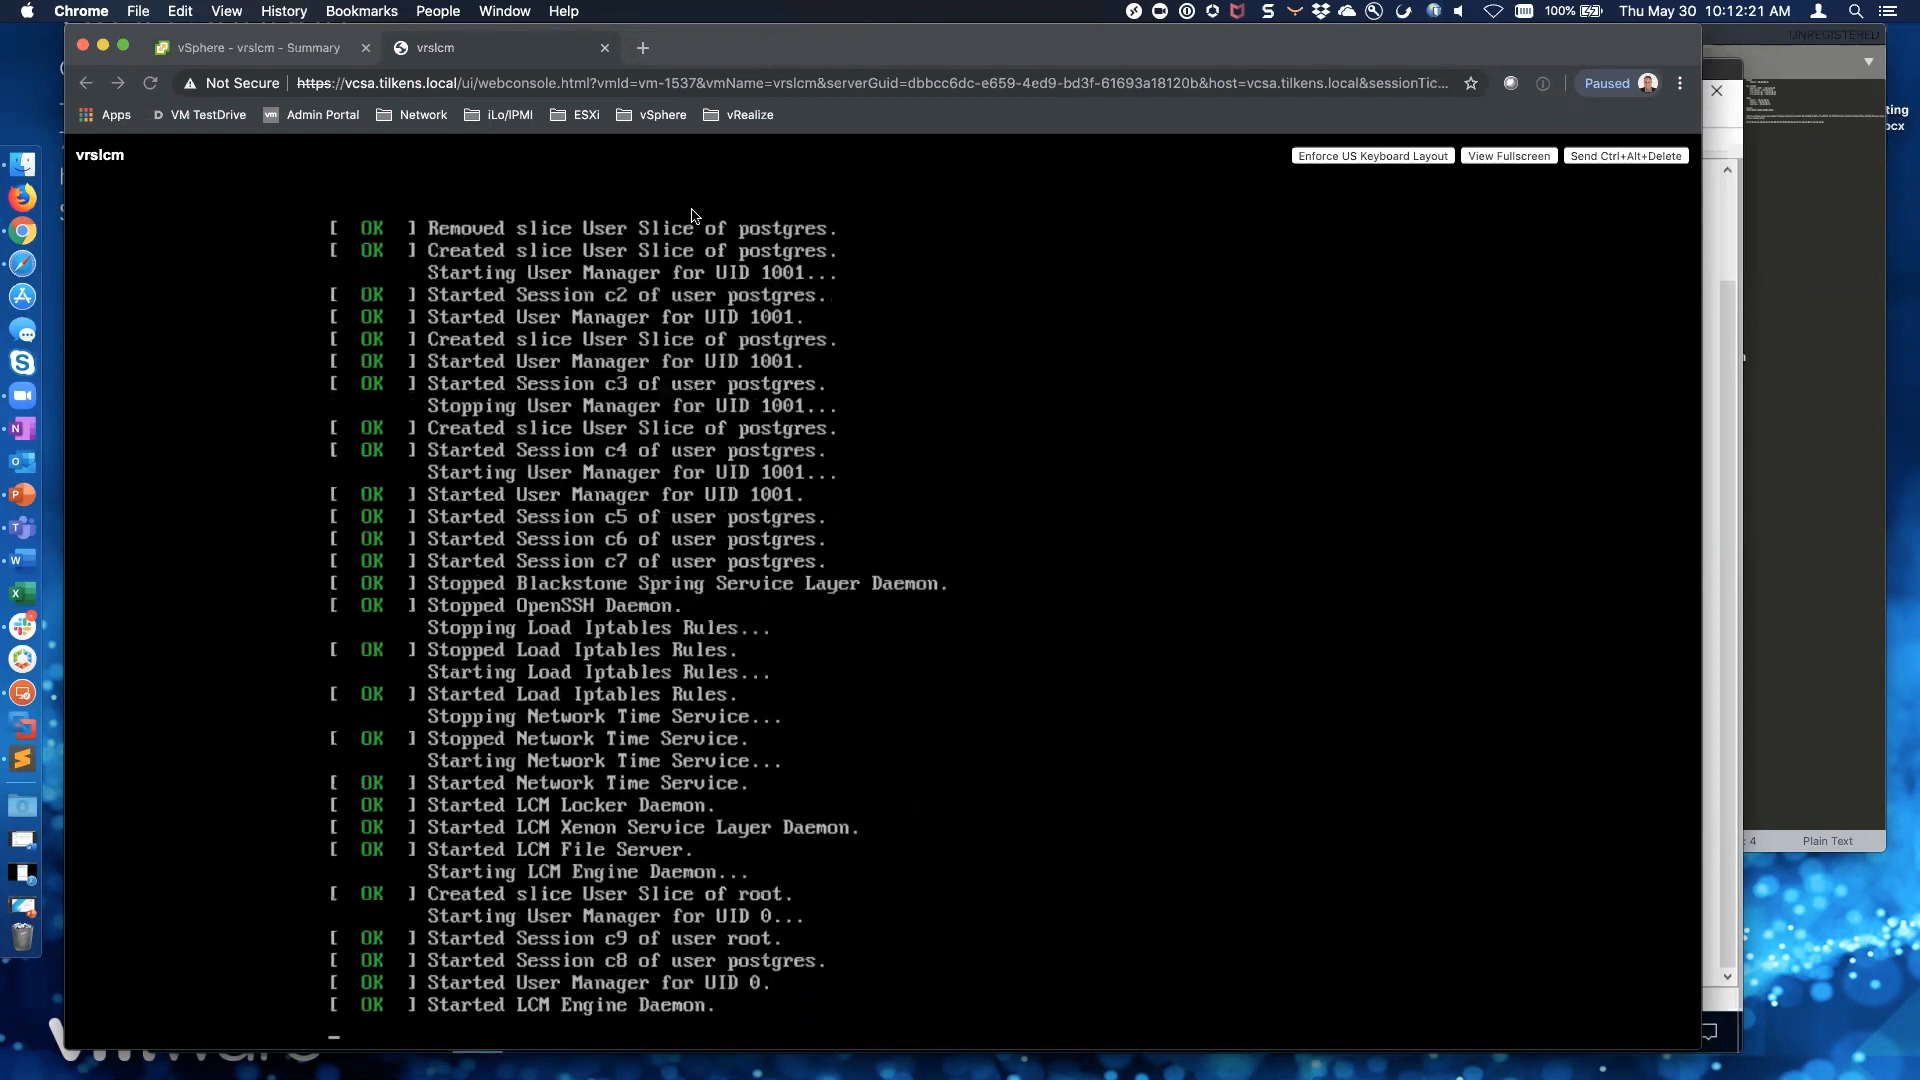 Chrome File Edit View History Bookmarks People Window Help 100% Thu May 30 10:12:21 AM
UNREGISTERED
vSphere - vrslcm - Summary vrslcm
Not Secure https://vcsa.tilkens.local/ui/webconsole.html?vmId=vm-1537&vmName=vrslcm&serverGuid=dbbcc6dc-e659-4ed9-bd3f-61693a18120b&host=vcsa.tilkens.local&sessionTic... Paused
Apps VM TestDrive Admin Portal Network iLo/IPMI ESXi vSphere vRealize
ting
ocx
vrslcm Enforce US Keyboard Layout View Fullscreen Send Ctrl+Alt+Delete
[ OK ] Removed slice User Slice of postgres.
[ OK ] Created slice User Slice of postgres.
Starting User Manager for UID 1001...
[ OK ] Started Session c2 of user postgres.
[ OK ] Started User Manager for UID 1001.
[ OK ] Created slice User Slice of postgres.
[ OK ] Started User Manager for UID 1001.
[ OK ] Started Session c3 of user postgres.
Stopping User Manager for UID 1001...
[ OK ] Created slice User Slice of postgres.
[ OK ] Started Session c4 of user postgres.
Starting User Manager for UID 1001...
[ OK ] Started User Manager for UID 1001.
[ OK ] Started Session c5 of user postgres.
[ OK ] Started Session c6 of user postgres.
[ OK ] Started Session c7 of user postgres.
[ OK ] Stopped Blackstone Spring Service Layer Daemon.
[ OK ] Stopped OpenSSH Daemon.
Stopping Load Iptables Rules...
[ OK ] Stopped Load Iptables Rules.
Starting Load Iptables Rules...
[ OK ] Started Load Iptables Rules.
Stopping Network Time Service...
[ OK ] Stopped Network Time Service.
Starting Network Time Service...
[ OK ] Started Network Time Service.
[ OK ] Started LCM Locker Daemon.
[ OK ] Started LCM Xenon Service Layer Daemon.
[ OK ] Started LCM File Server.
Starting LCM Engine Daemon...
[ OK ] Created slice User Slice of root.
Starting User Manager for UID 0...
[ OK ] Started Session c9 of user root.
[ OK ] Started Session c8 of user postgres.
[ OK ] Started User Manager for UID 0.
[ OK ] Started LCM Engine Daemon.
: 4 Plain Text